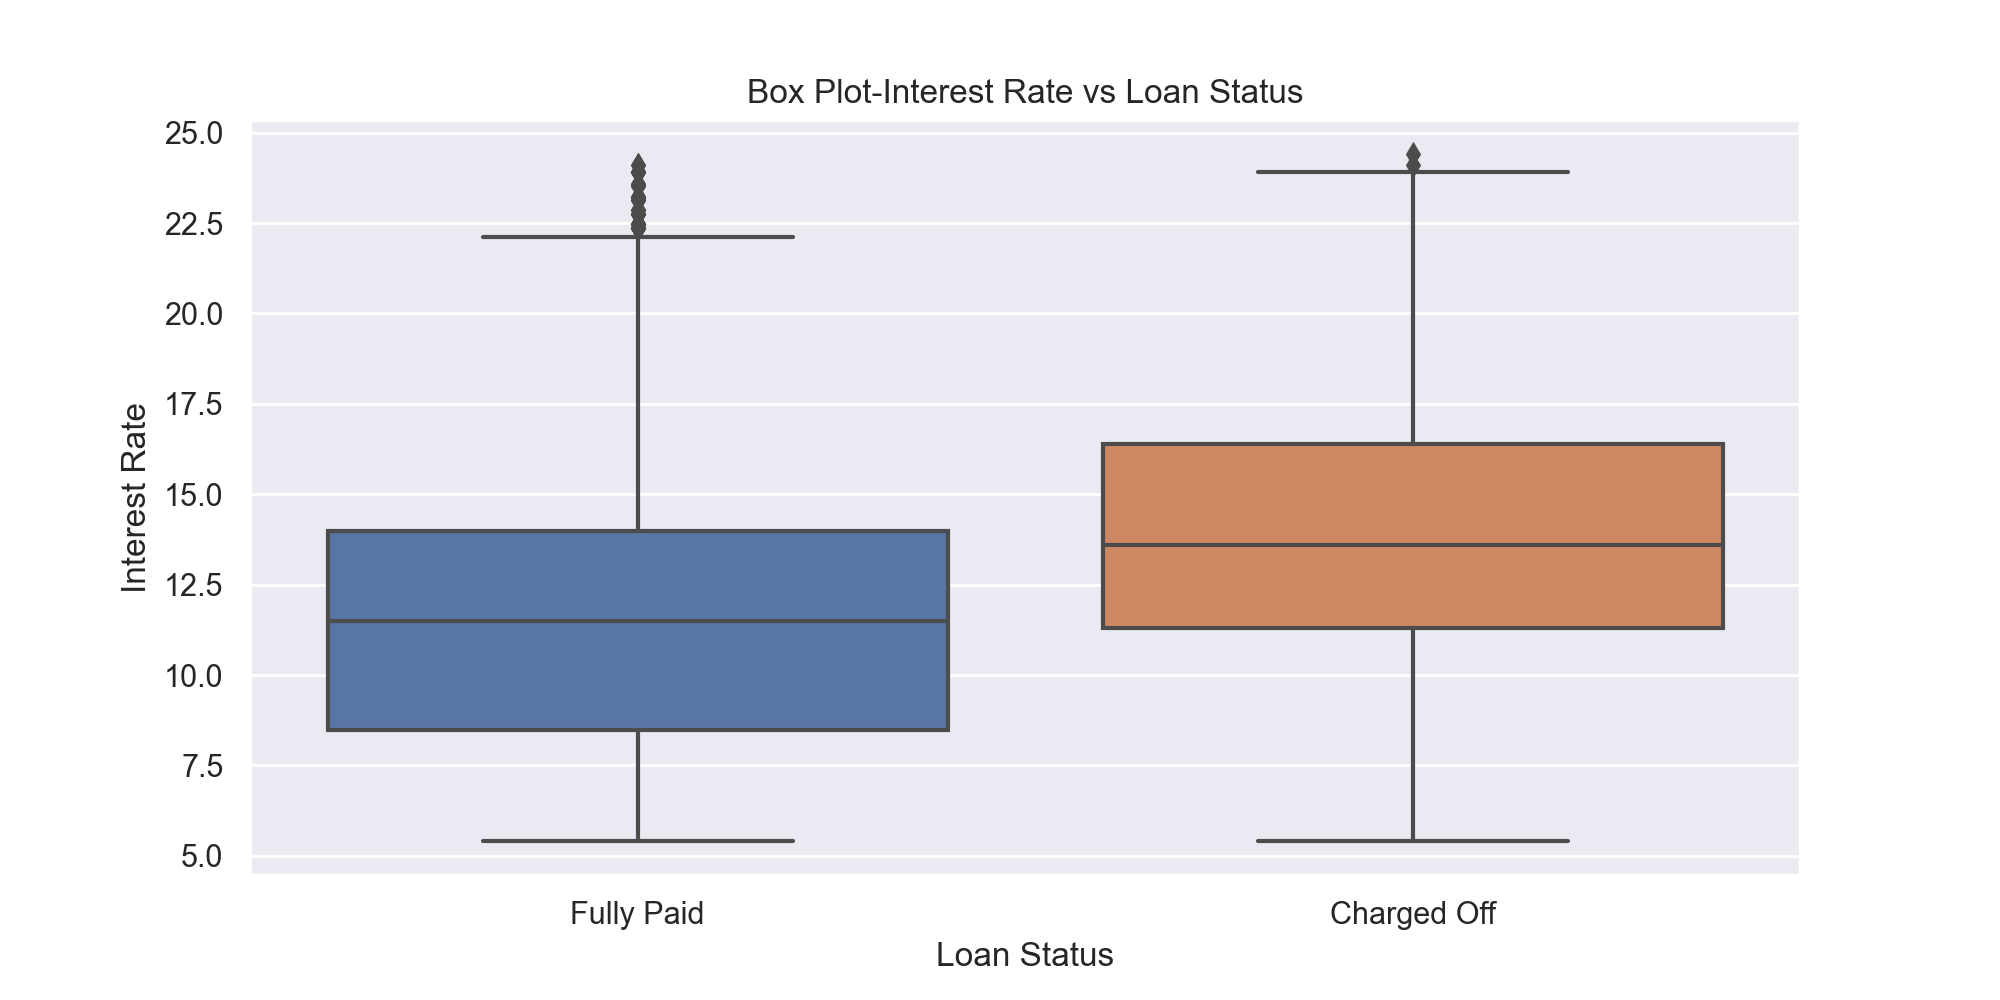 Box Plot-Interest Rate vs Loan Status
25.0
22.5
20.0
17.5
15.0
12.5
10.0
7.5
5.0
Interest Rate
Fully Paid
Charged Off
Loan Status